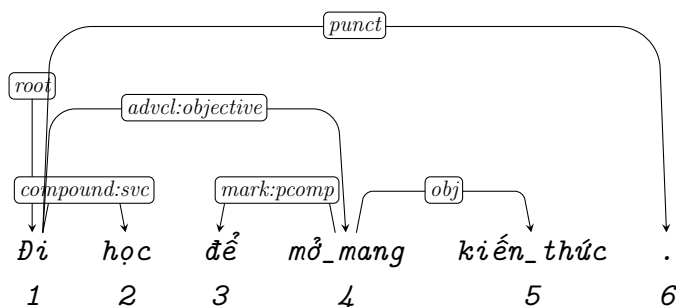 punct
root
advcl:objective
compound:svc mark:pcomp obj
Đi học để mở_mang kiến_thức .
1 2 3 4 5 6